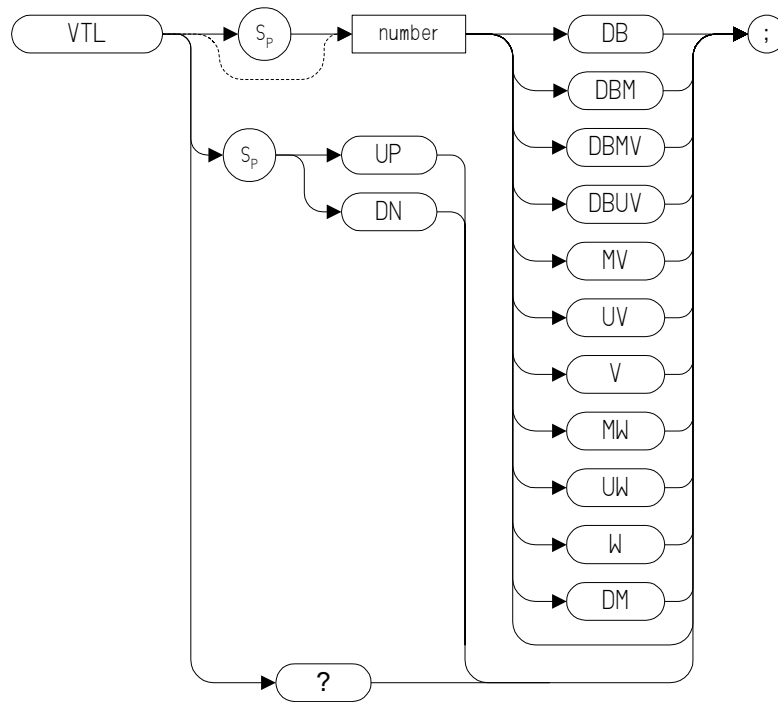 VTL
SP
number
DB
;
DBM
DBMV
DBUV
MV
UV
V
MW
UW
W
DM
SP
UP
DN
?